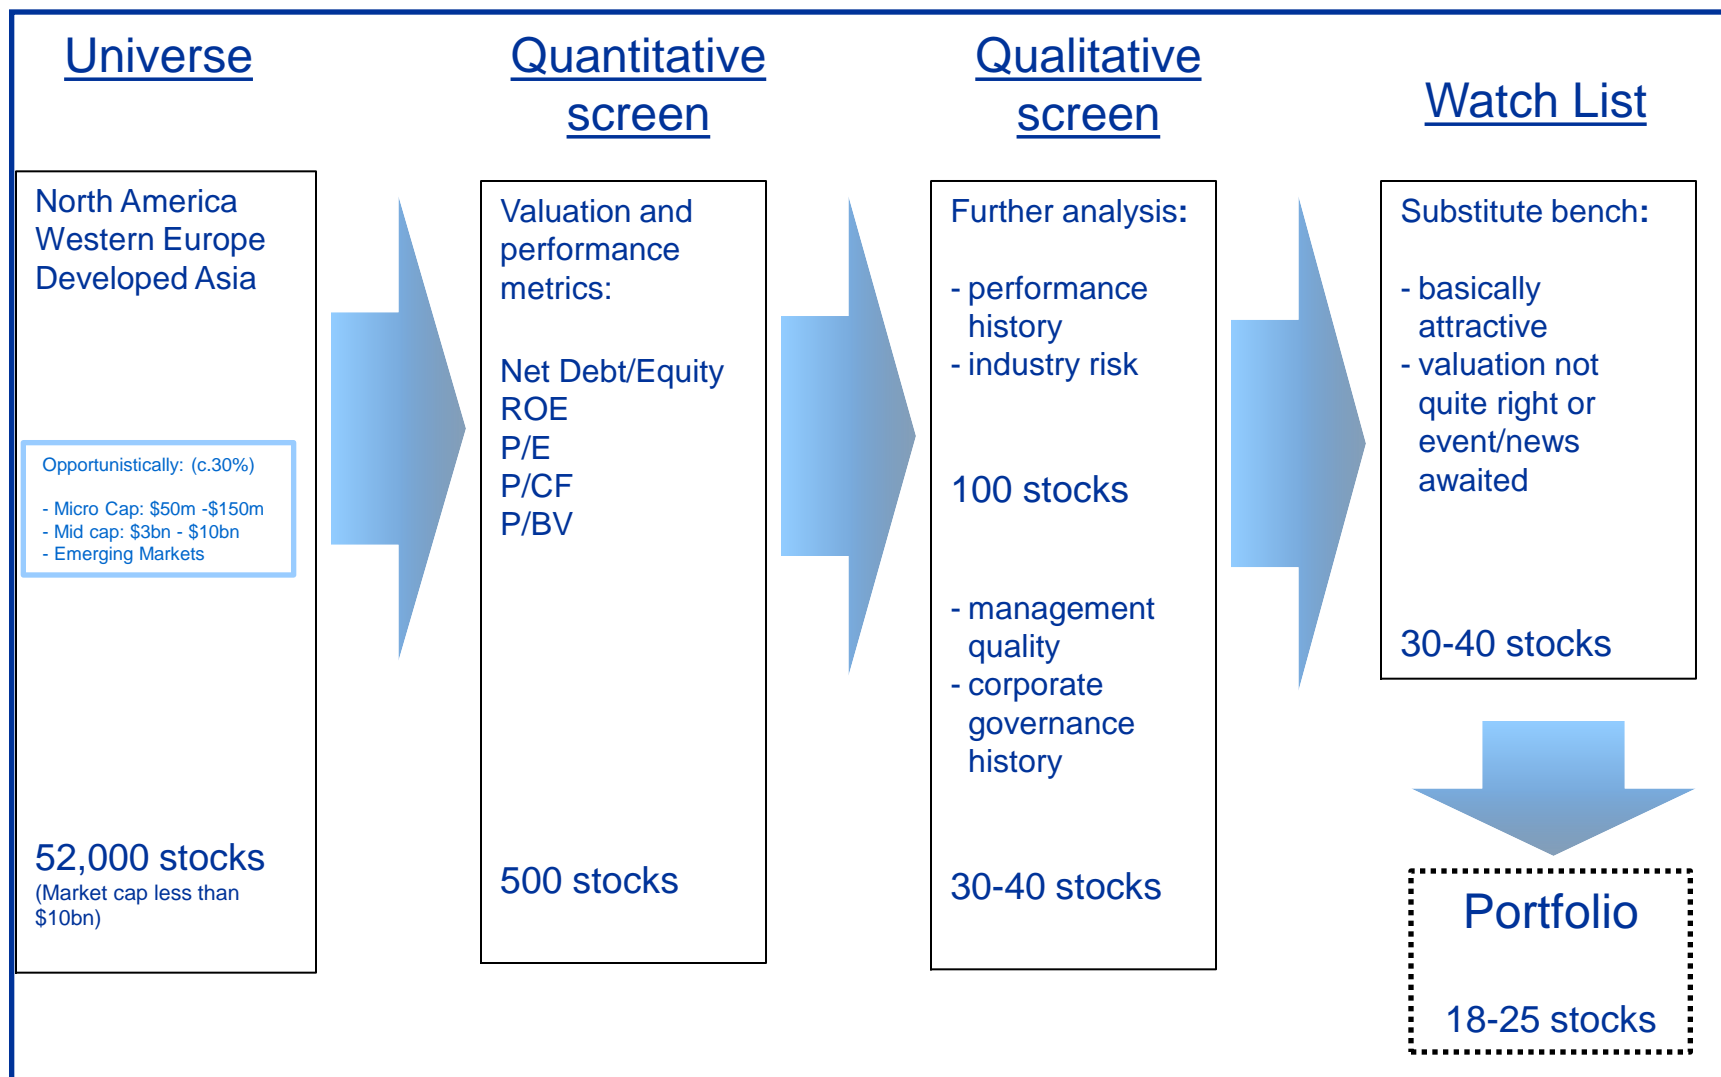 Universe
North America
Western Europe
Developed Asia
Opportunistically: (c.30%)
- Micro Cap: $50m -$150m
- Mid cap: $3bn - $10bn
- Emerging Markets
52,000 stocks
(Market cap less than
$10bn)
Quantitative
screen
Valuation and
performance
metrics:
Net Debt/Equity
ROE
P/E
P/CF
P/BV
500 stocks
Qualitative
screen
Further analysis:
- performance
history
- industry risk
100 stocks
- management
quality
- corporate
governance
history
30-40 stocks
Watch List
Substitute bench:
- basically
attractive
- valuation not
quite right or
event/news
awaited
30-40 stocks
Portfolio
18-25 stocks